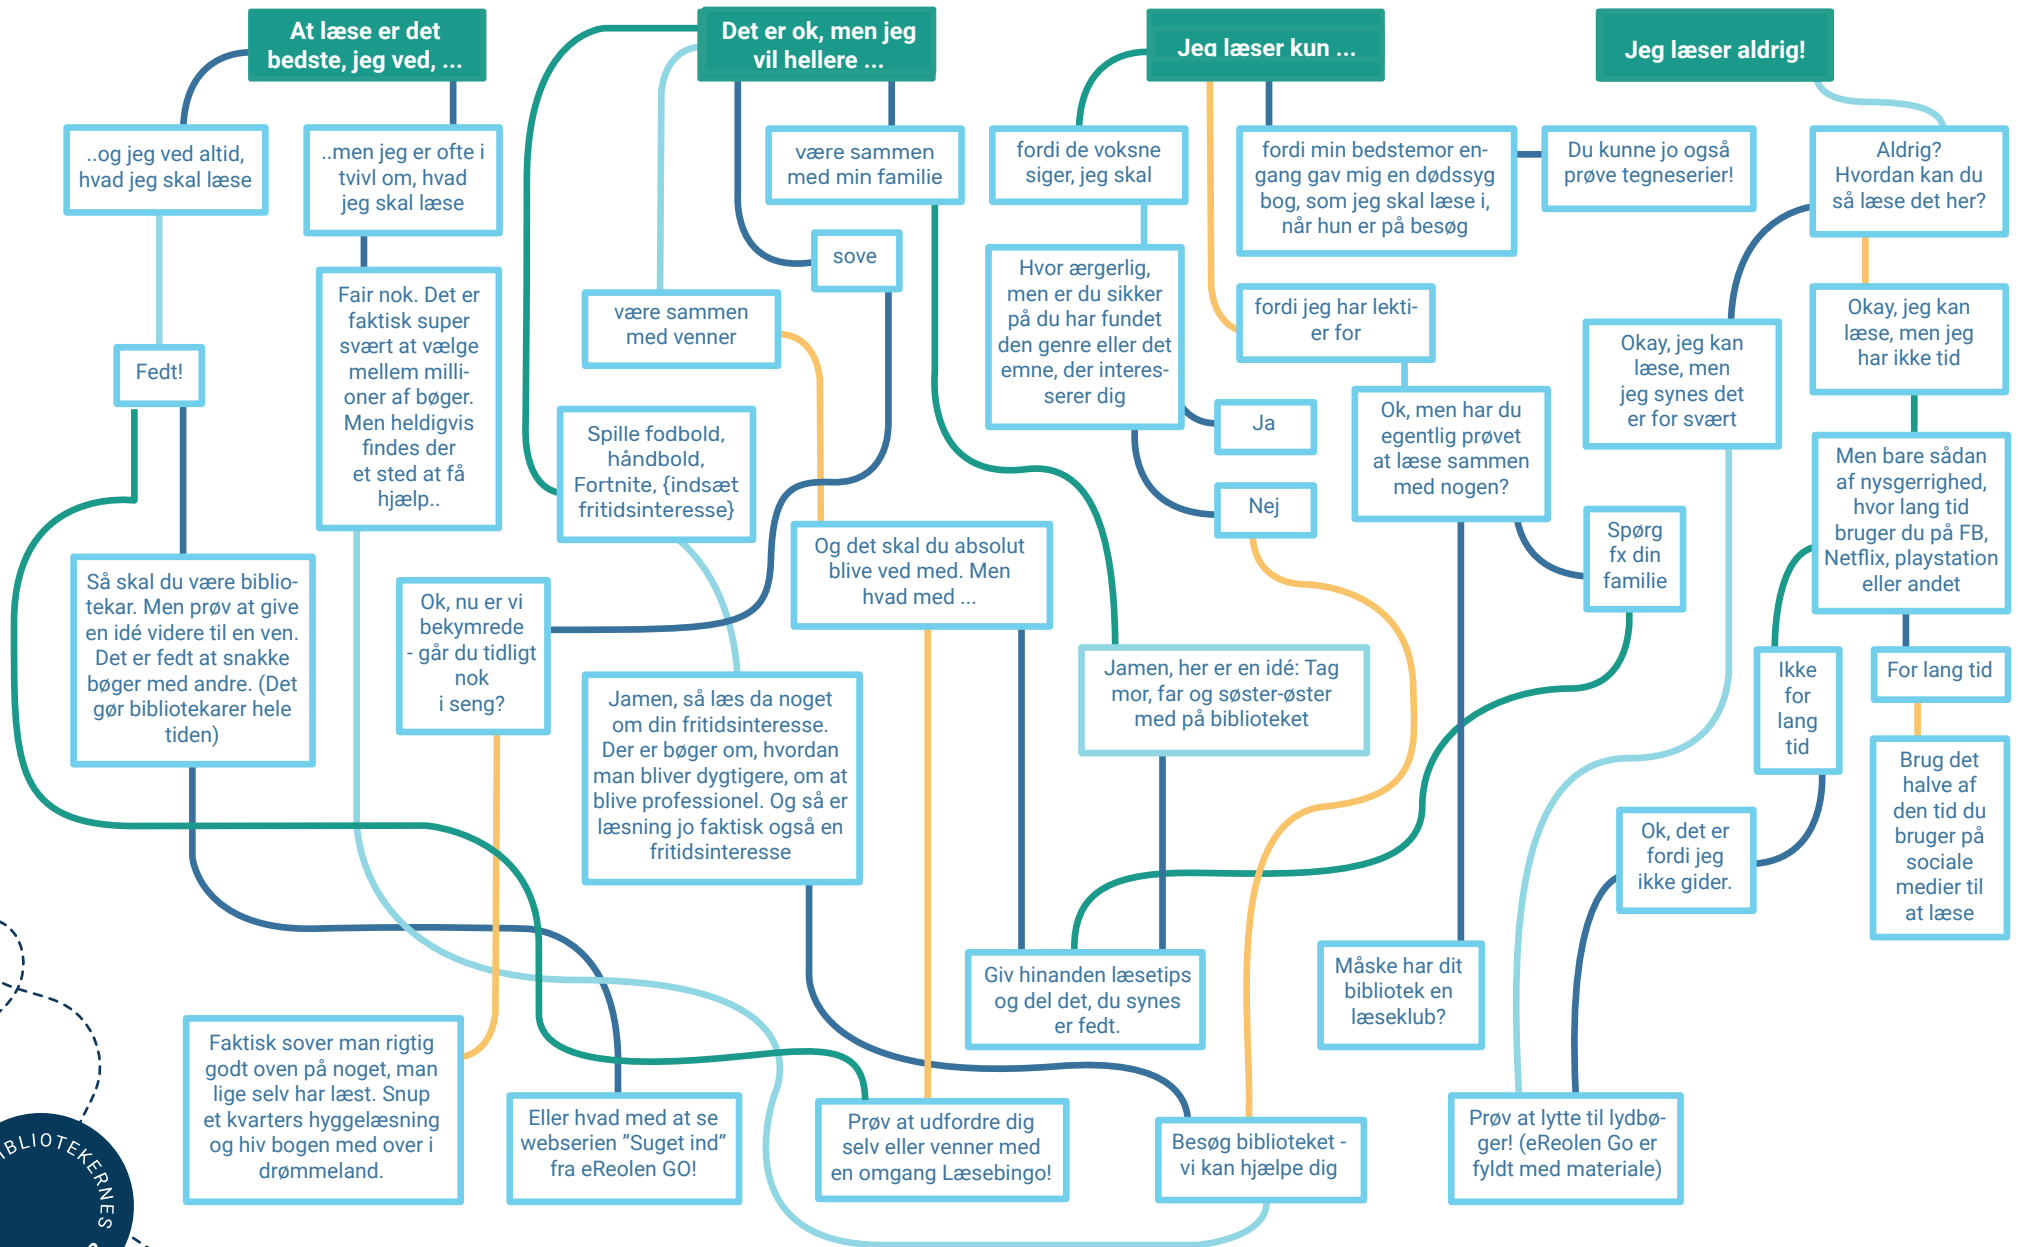 At læse er det
bedste, jeg ved, ...
Det er ok, men jeg
vil hellere ...
Jeg læser kun ...
Jeg læser aldrig!
..og jeg ved altid,
hvad jeg skal læse
..men jeg er ofte i
tvivl om, hvad
jeg skal læse
være sammen
med min familie
fordi de voksne
siger, jeg skal
fordi min bedstemor en-
gang gav mig en dødssyg
bog, som jeg skal læse i,
når hun er på besøg
Du kunne jo også
prøve tegneserier!
Aldrig?
Hvordan kan du
så læse det her?
sove
Fair nok. Det er
faktisk super
svært at vælge
mellem milli-
oner af bøger.
Men heldigvis
findes der
et sted at få
hjælp..
være sammen
med venner
Hvor ærgerlig,
men er du sikker
på du har fundet
den genre eller det
emne, der interes-
serer dig
fordi jeg har lekti-
er for
Okay, jeg kan
læse, men
jeg synes det
er for svært
Okay, jeg kan
læse, men jeg
har ikke tid
Fedt!
Spille fodbold,
håndbold,
Fortnite, {indsæt
fritidsinteresse}
Ja
Nej
Ok, men har du
egentlig prøvet
at læse sammen
med nogen?
Men bare sådan
af nysgerrighed,
hvor lang tid
bruger du på FB,
Netflix, playstation
eller andet
Spørg
fx din
familie
Og det skal du absolut
blive ved med. Men
hvad med ...
Så skal du være biblio-
tekar. Men prøv at give
en idé videre til en ven.
Det er fedt at snakke
bøger med andre. (Det
gør bibliotekarer hele
tiden)
Ok, nu er vi
bekymrede
- går du tidligt
nok
i seng?
Jamen, så læs da noget
om din fritidsinteresse.
Der er bøger om, hvordan
man bliver dygtigere, om at
blive professionel. Og så er
læsning jo faktisk også en
fritidsinteresse
Jamen, her er en idé: Tag
mor, far og søster-øster
med på biblioteket
Ikke
for
lang
tid
For lang tid
Brug det
halve af
den tid du
bruger på
sociale
medier til
at læse
Ok, det er
fordi jeg
ikke gider.
Giv hinanden læsetips
og del det, du synes
er fedt.
Måske har dit
bibliotek en
læseklub?
Faktisk sover man rigtig
godt oven på noget, man
lige selv har læst. Snup
et kvarters hyggelæsning
og hiv bogen med over i
drømmeland.
Eller hvad med at se
webserien ”Suget ind”
fra eReolen GO!
Prøv at udfordre dig
selv eller venner med
en omgang Læsebingo!
Besøg biblioteket -
vi kan hjælpe dig
Prøv at lytte til lydbø-
ger! (eReolen Go er
fyldt med materiale)
IBLIOTEKERNES